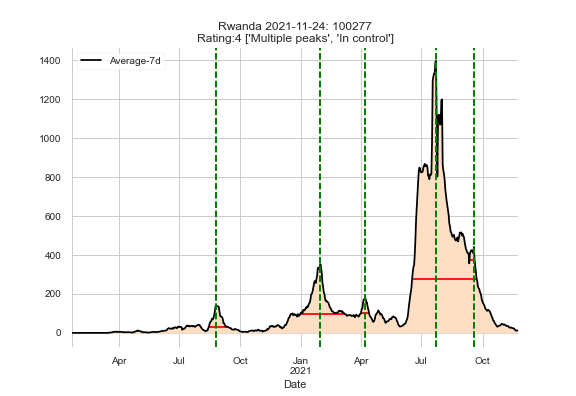 Rwanda 2021-11-24: 100277
Rating:4 ['Multiple peaks', 'In control']
Average-7d
1400
1200
1000
800
600
400
200
0
Apr Jul Oct Jan Apr Jul Oct
2021
Date